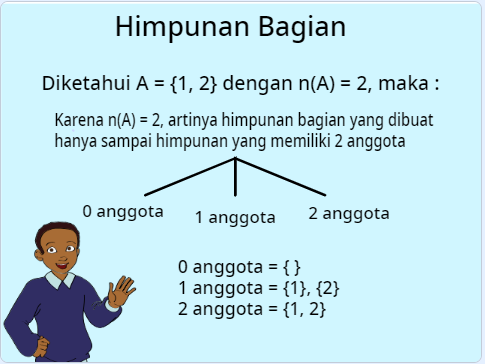 Himpunan Bagian
Diketahui A = {1, 2} dengan n(A) = 2, maka :
Karena n(A) = 2, artinya himpunan bagian yang dibuat
hanya sampai himpunan yang memiliki 2 anggota
0 anggota
1 anggota
2 anggota
0 anggota = { }
1 anggota = {1}, {2}
2 anggota = {1, 2}